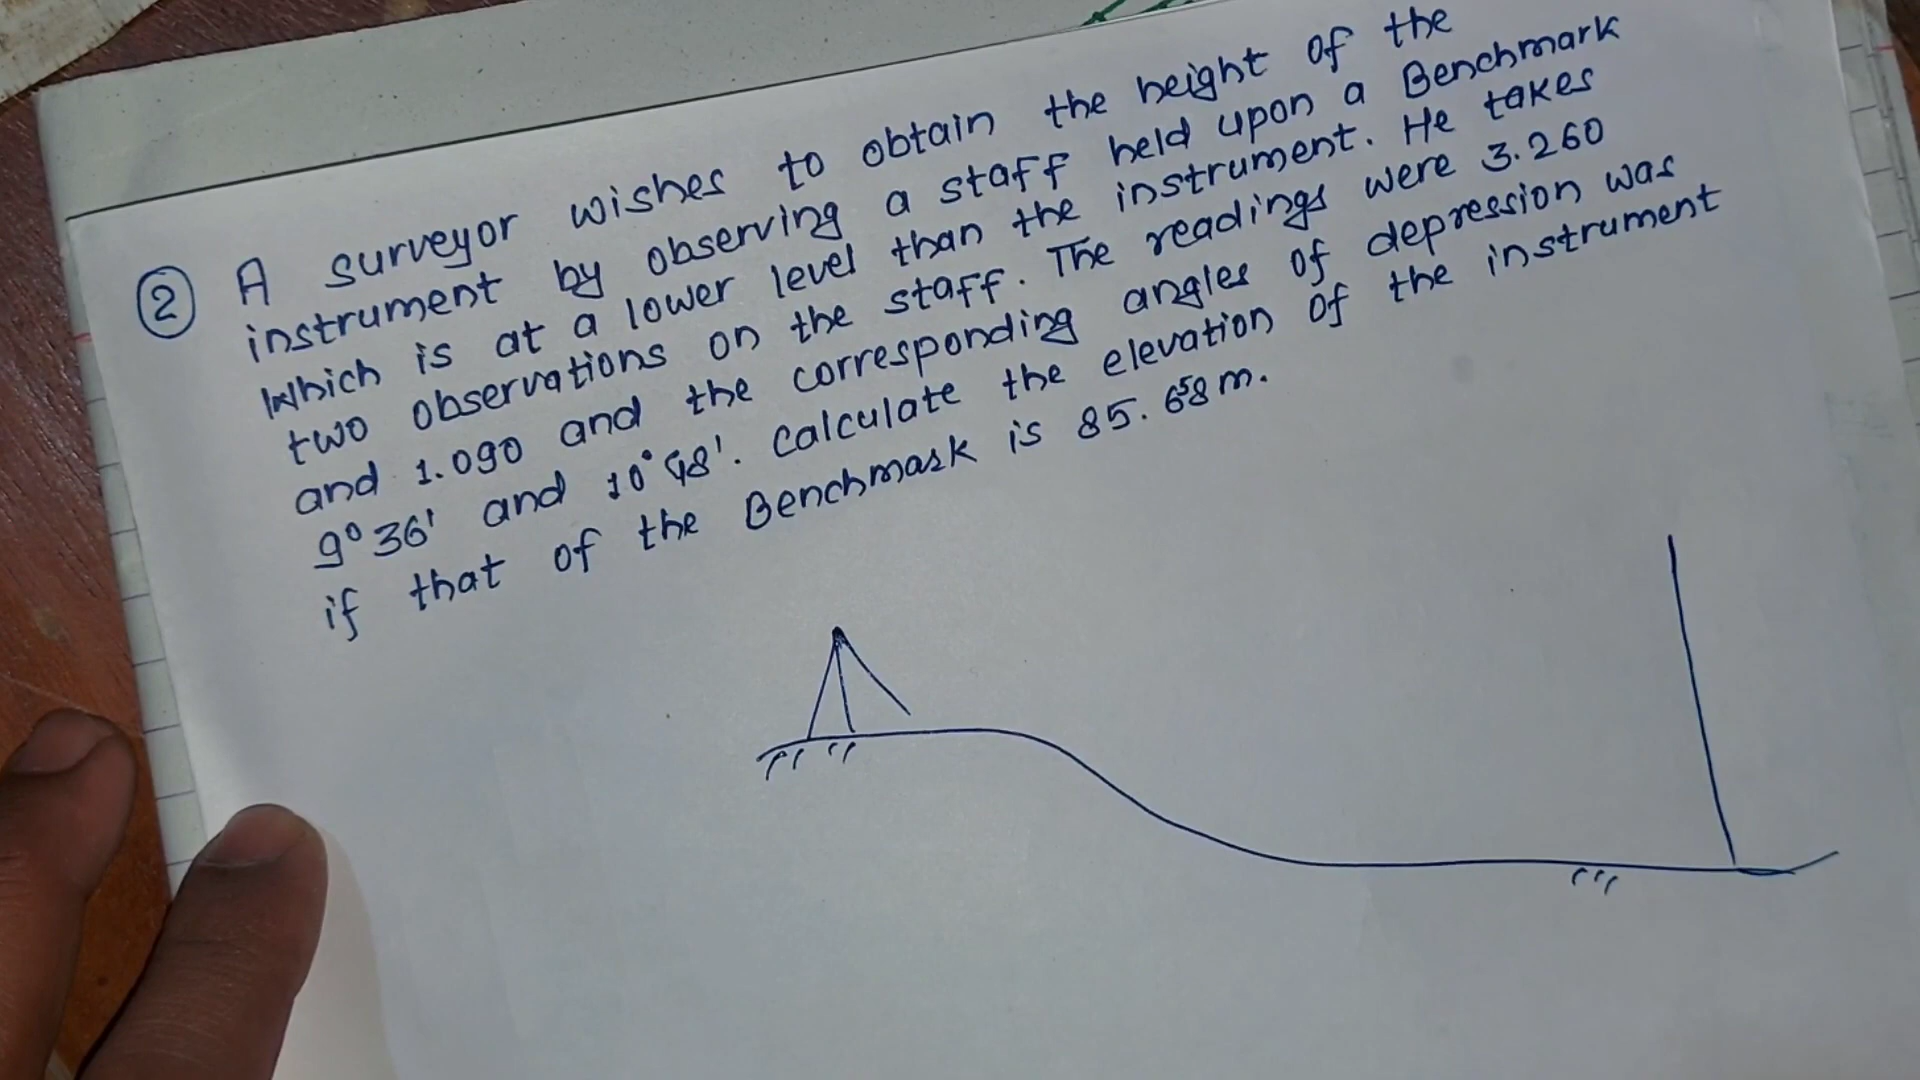 ② A surveyor wishes to obtain the height of the
instrument by observing a staff held upon a Benchmark
Which is at a lower level than the instrument. He takes
two observations on the staff. The readings were 3.260
and 1.090 and the corresponding angles of depression was
9° 36' and 10° 48'. calculate the elevation of the instrument
if that of the Benchmark is 85.658 m.